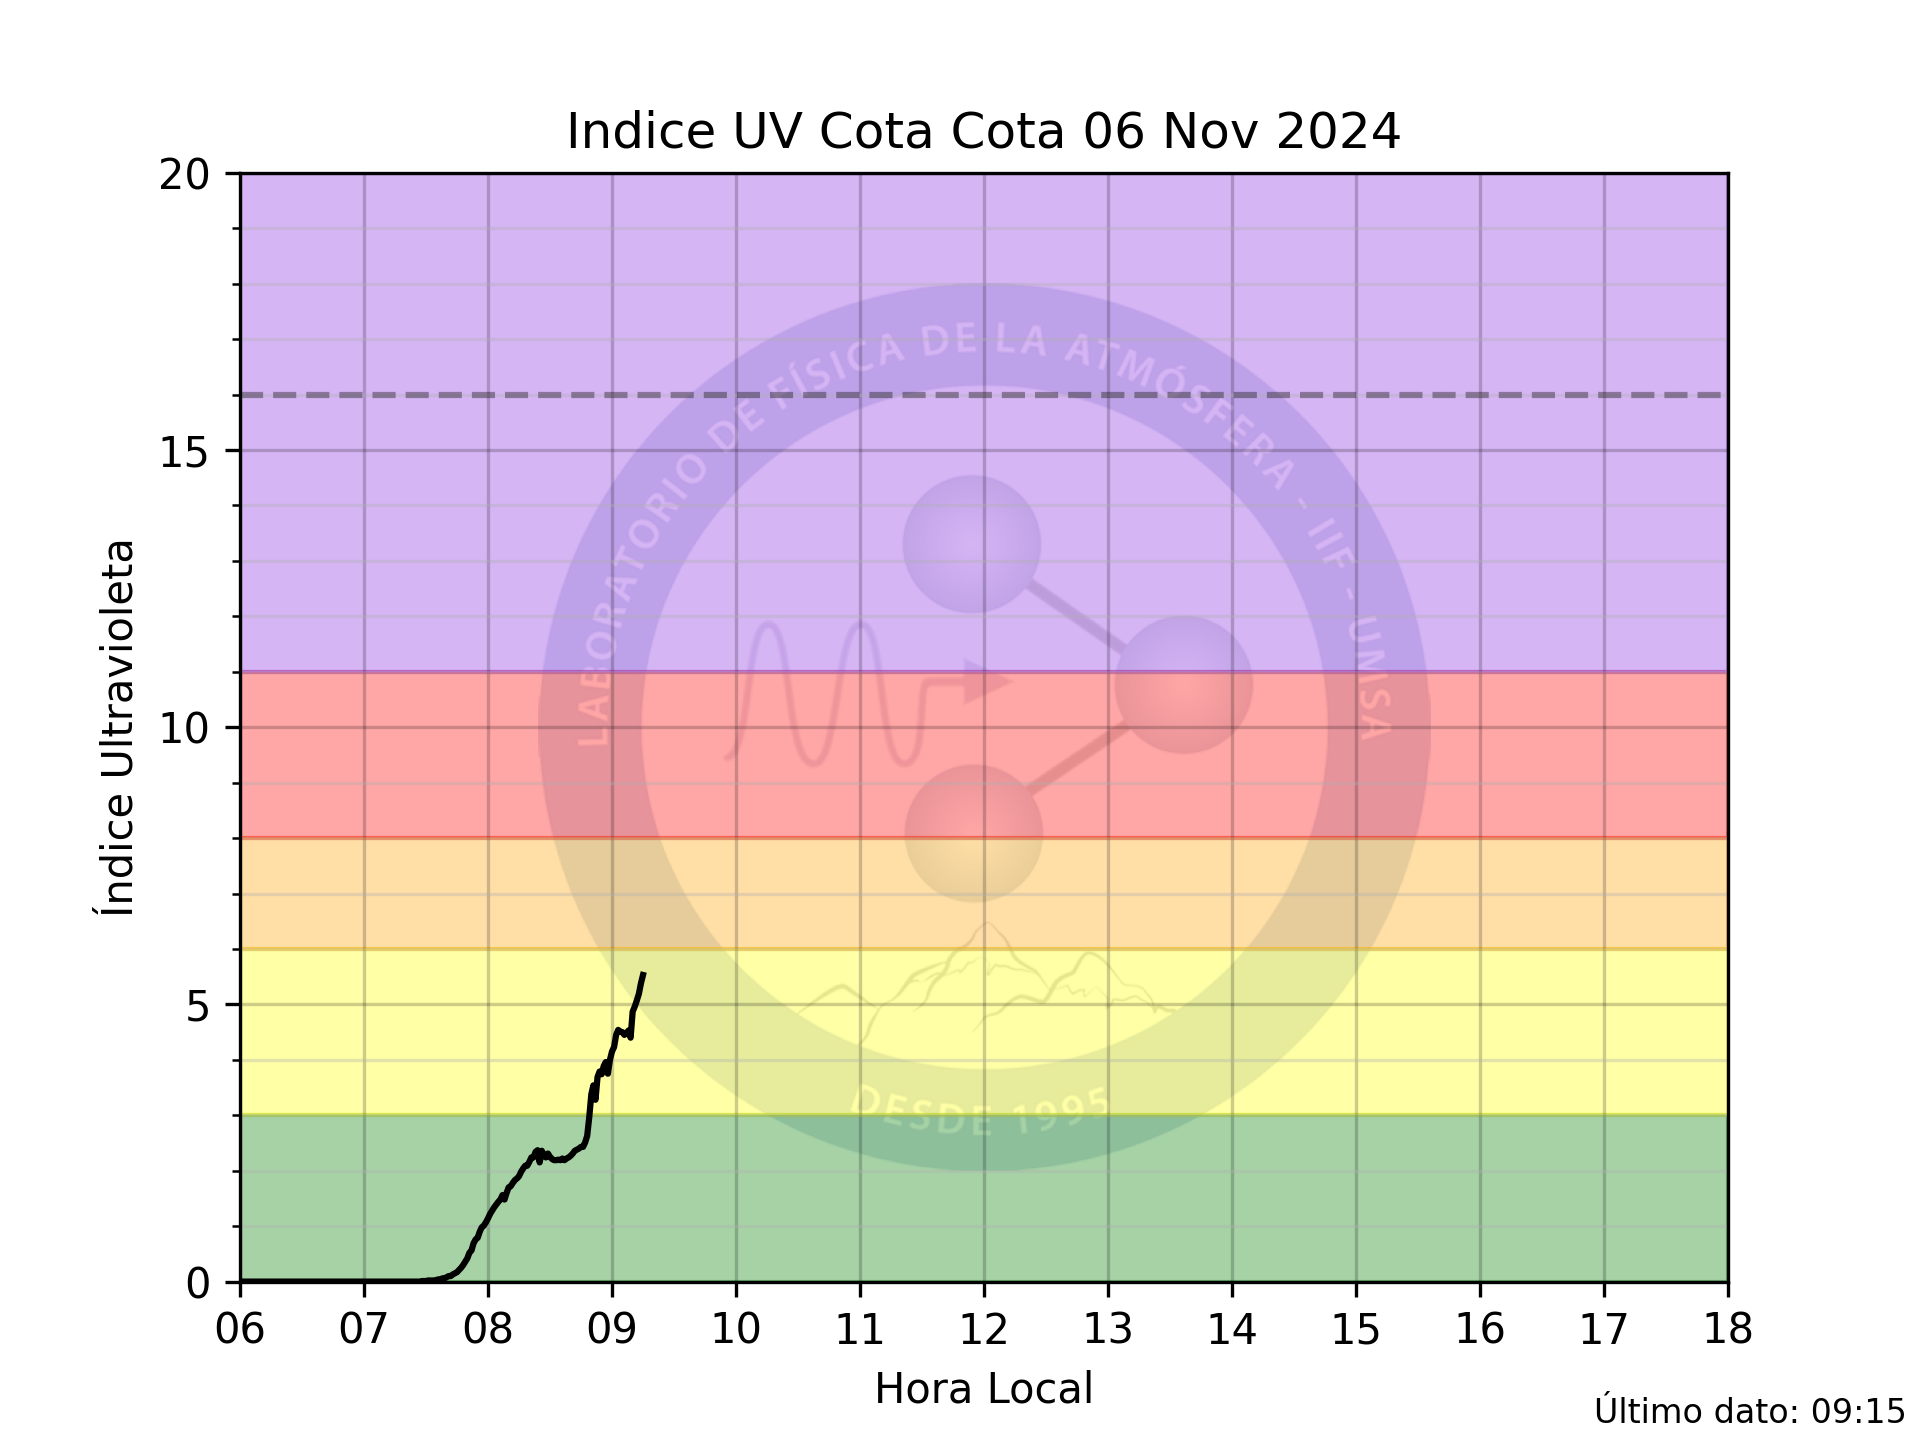 Indice UV Cota Cota 06 Nov 2024
20
15
10
5
0
Índice Ultravioleta
LABORATORIO DE FÍSICA DE LA ATMÓSFERA - IIF - UMSA
DESDE 1995
06 07 08 09 10 11 12 13 14 15 16 17 18
Hora Local
Último dato: 09:15